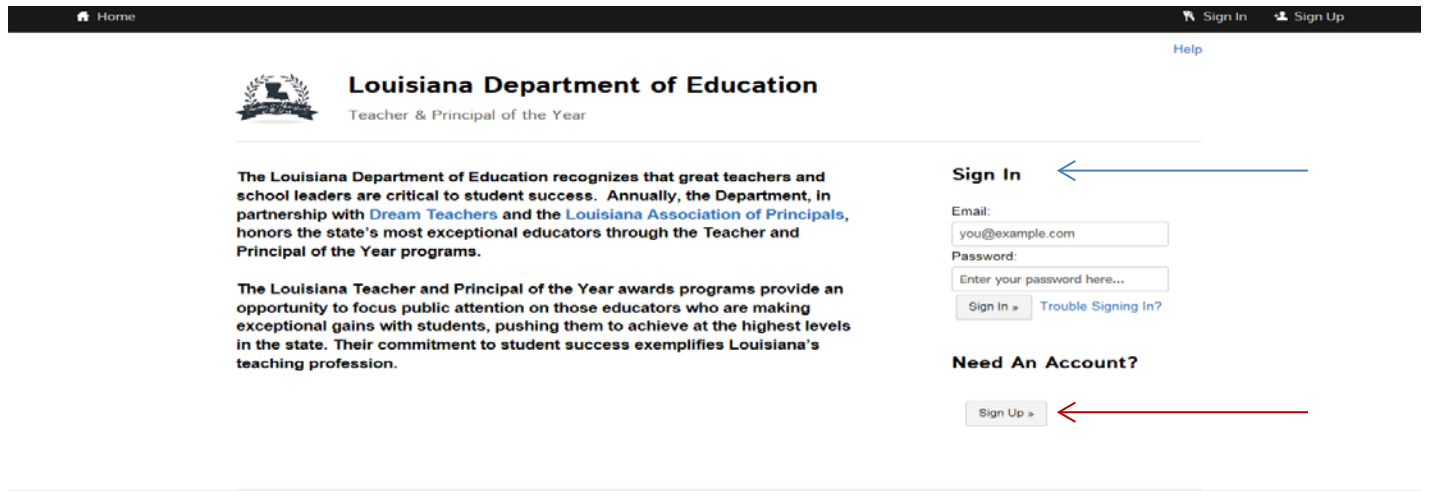 Home
Sign In
Sign Up
Help
Louisiana Department of Education
Teacher & Principal of the Year
The Louisiana Department of Education recognizes that great teachers and
school leaders are critical to student success.  Annually, the Department, in
partnership with Dream Teachers and the Louisiana Association of Principals,
honors the state's most exceptional educators through the Teacher and
Principal of the Year programs.
The Louisiana Teacher and Principal of the Year awards programs provide an
opportunity to focus public attention on those educators who are making
exceptional gains with students, pushing them to achieve at the highest levels
in the state. Their commitment to student success exemplifies Louisiana's
teaching profession.
Sign In
Email:
you@example.com
Password:
Enter your password here...
Sign In »
Trouble Signing In?
Need An Account?
Sign Up »